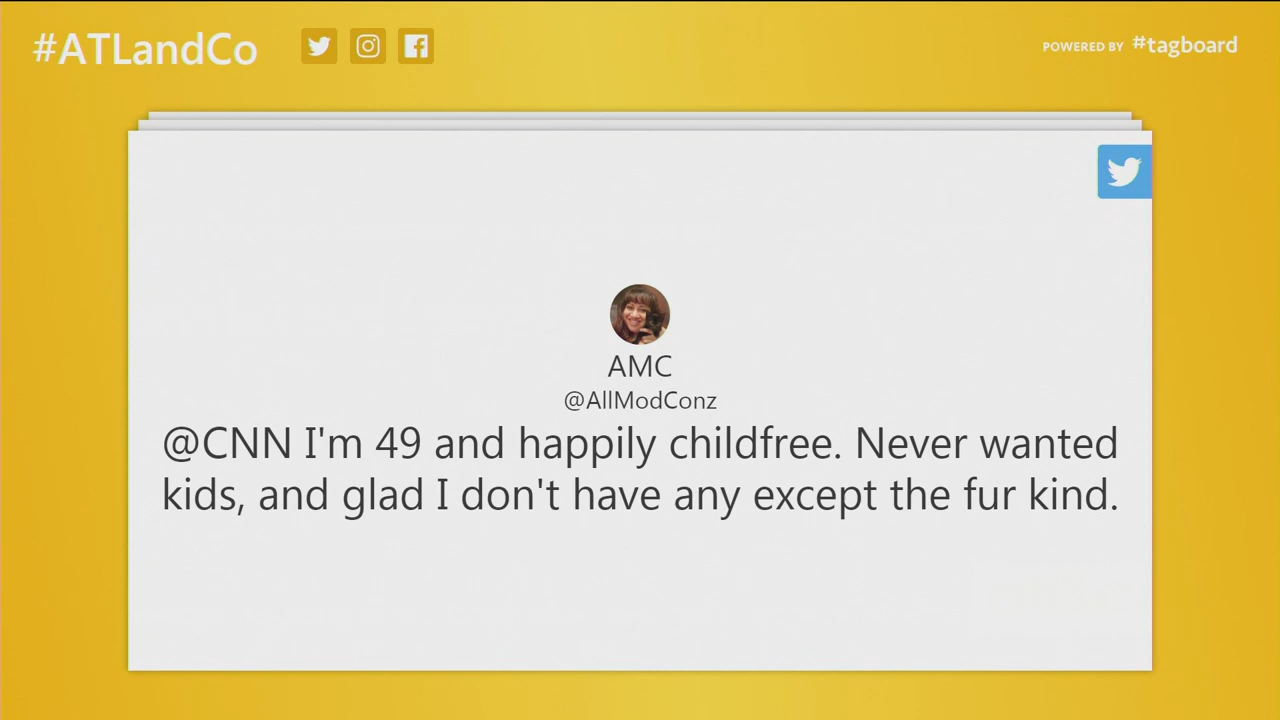 #ATLandCo
POWERED BY #tagboard
AMC
@AllModConz
@CNN I'm 49 and happily childfree. Never wanted
kids, and glad I don't have any except the fur kind.